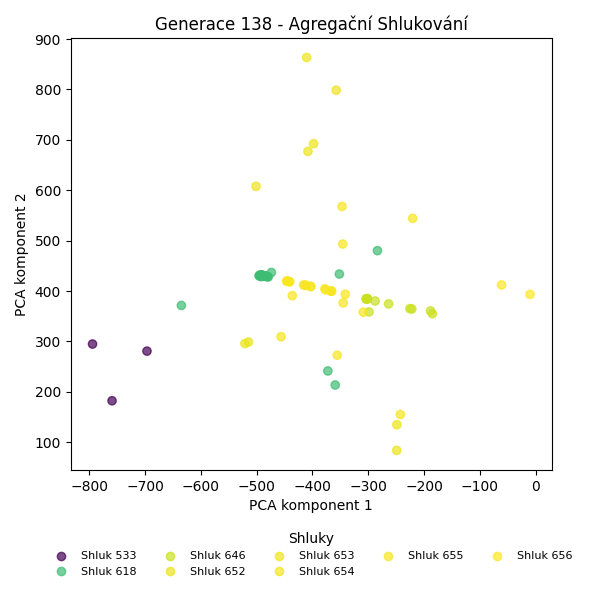 Generace 138 - Agregační Shlukování
900
800
700
600
500
400
300
200
100
PCA komponent 2
−800 −700 −600 −500 −400 −300 −200 −100 0
PCA komponent 1
Shluky
Shluk 533 Shluk 646 Shluk 653 Shluk 655 Shluk 656
Shluk 618 Shluk 652 Shluk 654